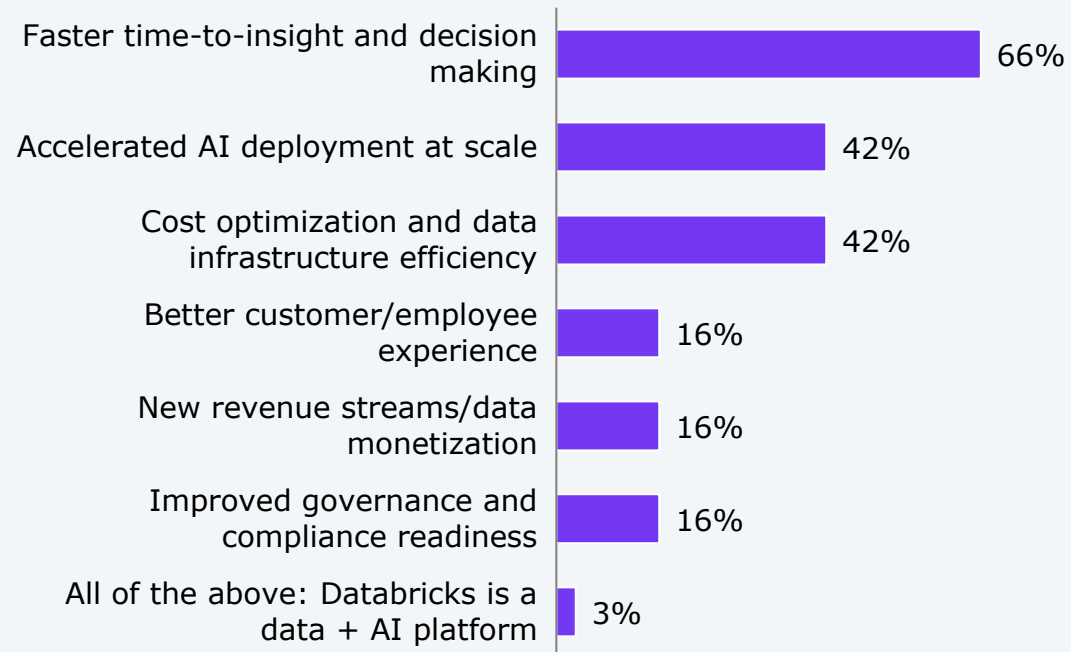 Faster time-to-insight and decision
making
66%
Accelerated AI deployment at scale
42%
Cost optimization and data
infrastructure efficiency
42%
Better customer/employee
experience
16%
New revenue streams/data
monetization
16%
Improved governance and
compliance readiness
16%
All of the above: Databricks is a
data + AI platform
3%